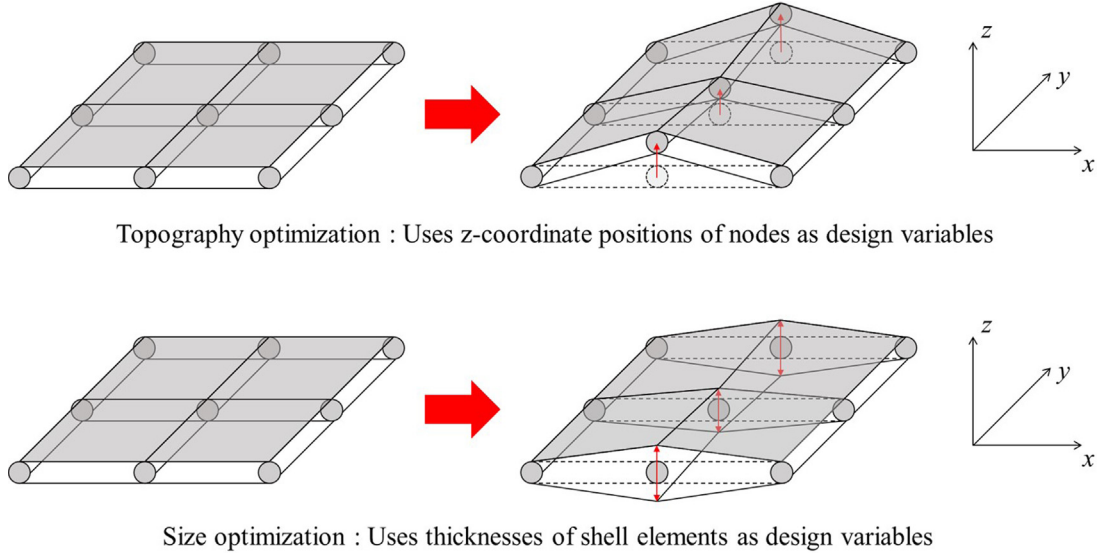 z
y
x
Topography optimization : Uses z-coordinate positions of nodes as design variables
z
y
x
Size optimization : Uses thicknesses of shell elements as design variables